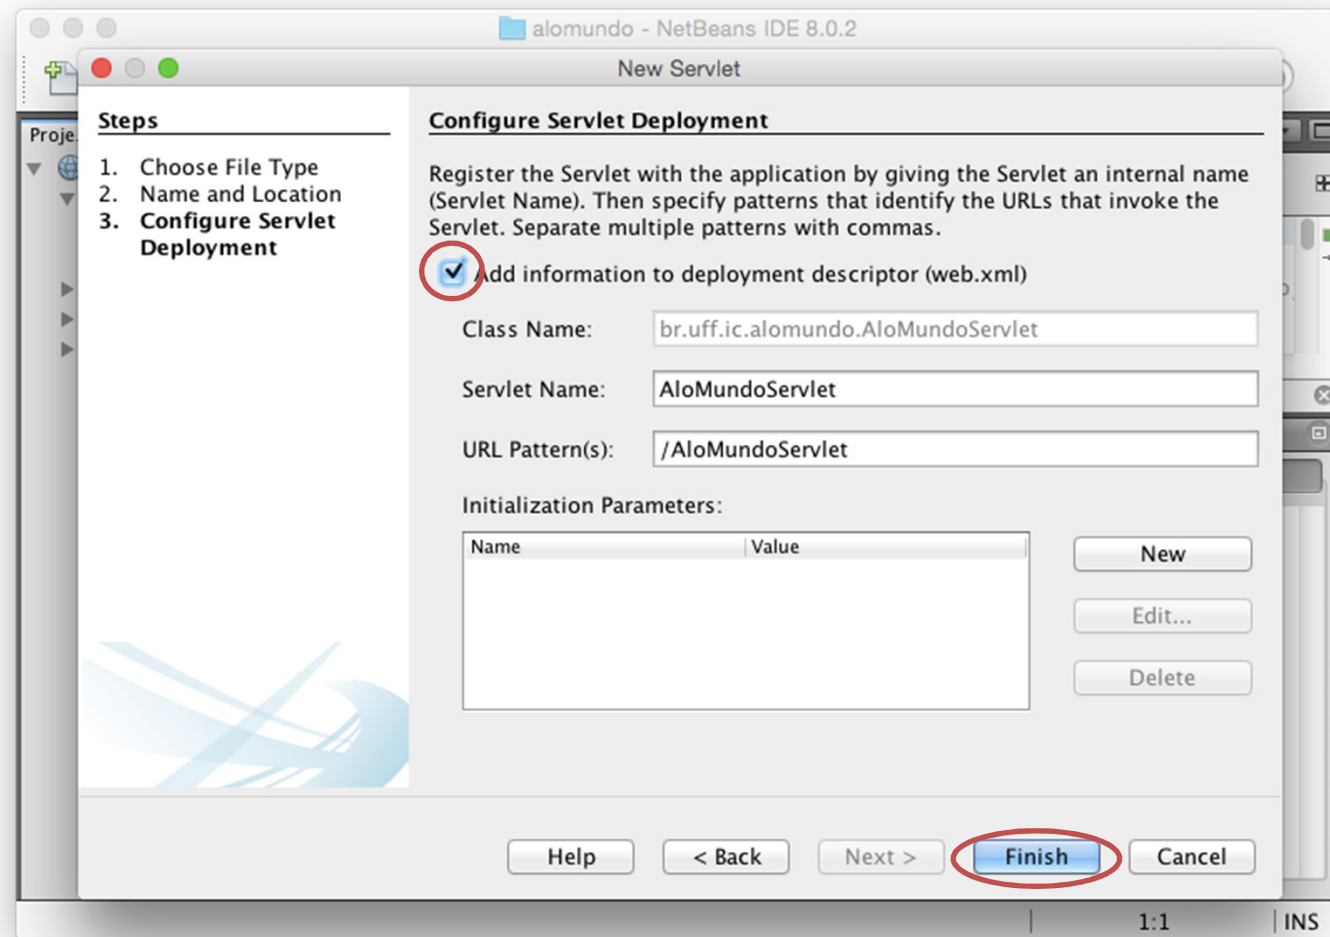 alomundo - NetBeans IDE 8.0.2
New Servlet
Proje
Steps
1. Choose File Type
2. Name and Location
3. Configure Servlet
Deployment
Configure Servlet Deployment
Register the Servlet with the application by giving the Servlet an internal name
(Servlet Name). Then specify patterns that identify the URLs that invoke the
Servlet. Separate multiple patterns with commas.
Add information to deployment descriptor (web.xml)
Class Name: br.uff.ic.alomundo.AloMundoServlet
Servlet Name: AloMundoServlet
URL Pattern(s): /AloMundoServlet
Initialization Parameters:
Name Value
New
Edit...
Delete
Help < Back Next > Finish Cancel
1:1 INS